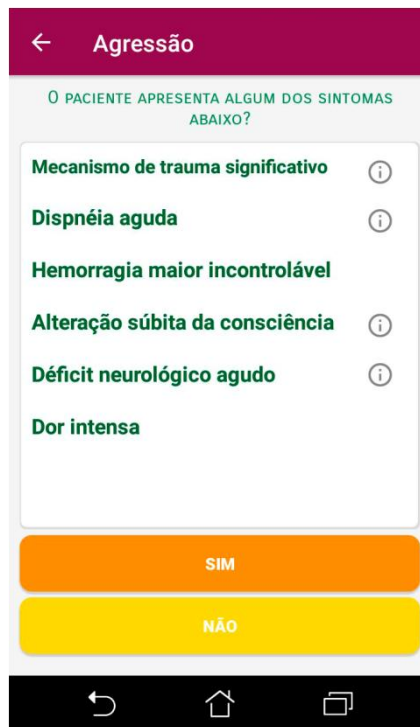 Agressão
O PACIENTE APRESENTA ALGUM DOS SINTOMAS
ABAIXO?
Mecanismo de trauma significativo
Dispnéia aguda
Hemorragia maior incontrolável
Alteração súbita da consciência
Déficit neurológico agudo
Dor intensa
SIM
NÃO